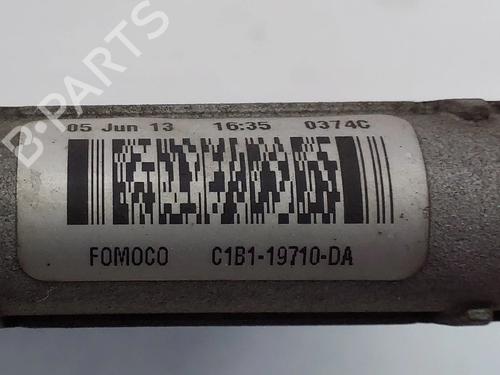 B-PARTS
05 Jun 13 16:35 0374C
FOMOCO C1B1-19710-DA